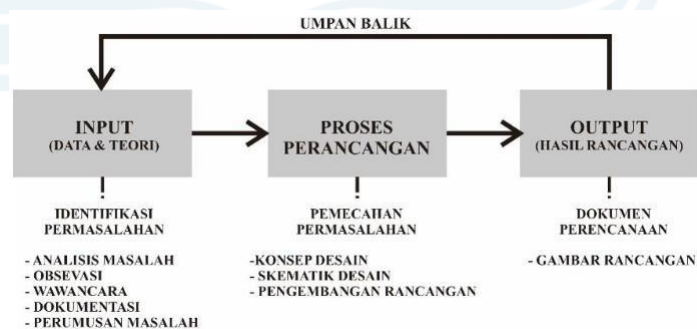 UMPAN BALIK
INPUT
(DATA & TEORI)
PROSES
PERANCANGAN
OUTPUT
(HASIL RANCANGAN)
IDENTIFIKASI
PERMASALAHAN
- ANALISIS MASALAH
- OBSEVASI
- WAWANCARA
- DOKUMENTASI
- PERUMUSAN MASALAH
PEMECAHAN
PERMASALAHAN
-KONSEP DESAIN
- SKEMATIK DESAIN
- PENGEMBANGAN RANCANGAN
DOKUMEN
PERENCANAAN
- GAMBAR RANCANGAN